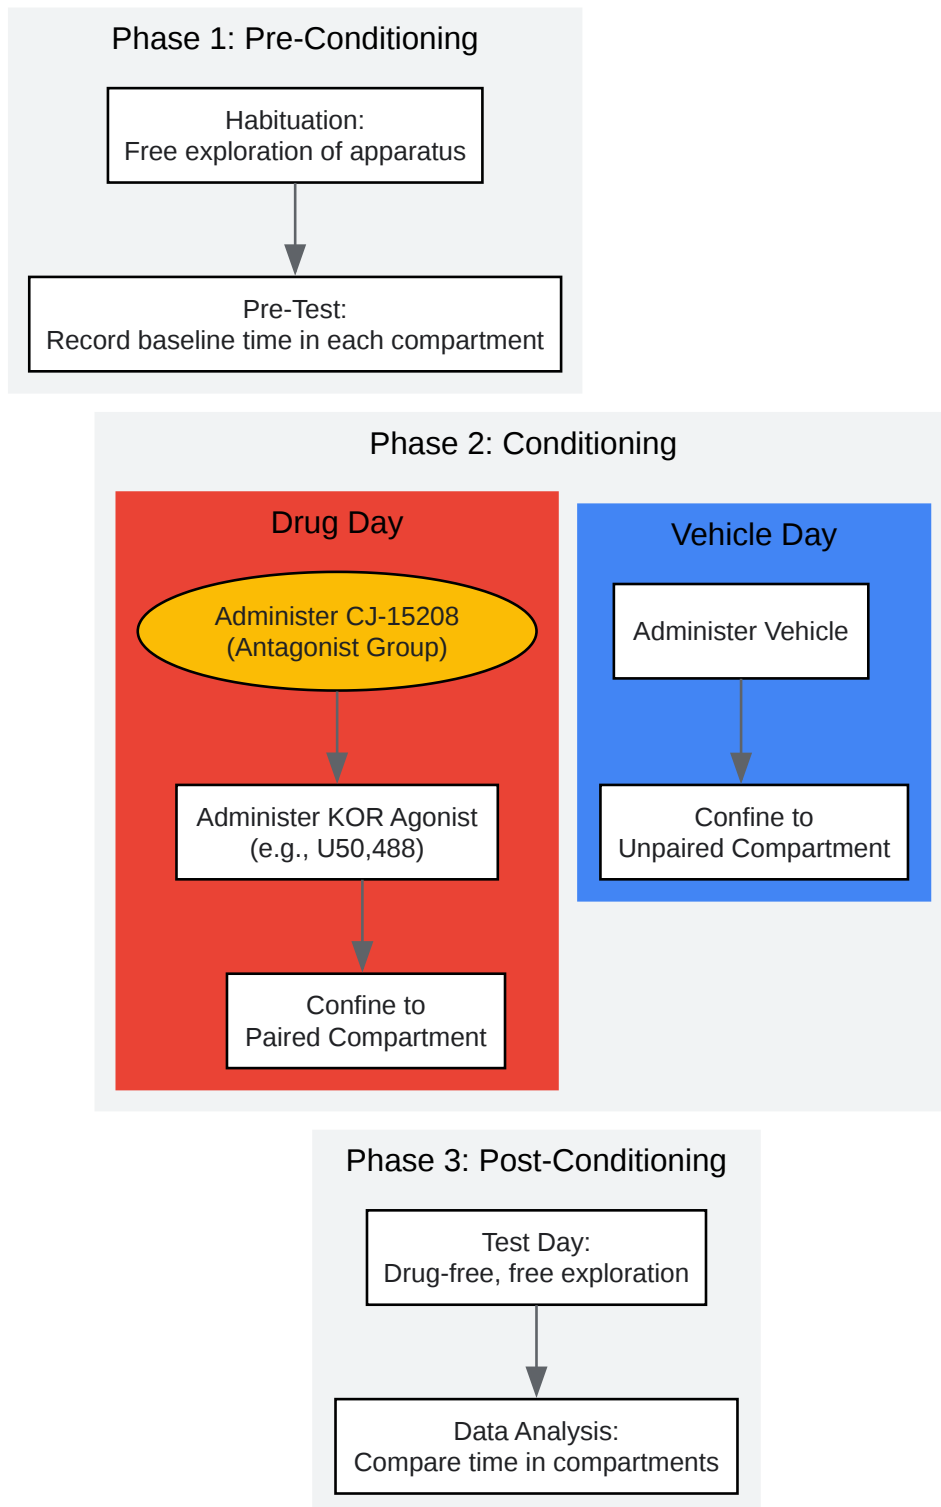 Phase 1: Pre-Conditioning
Habituation:
Free exploration of apparatus
Pre-Test:
Record baseline time in each compartment
Phase 2: Conditioning
Drug Day
Administer CJ-15208
(Antagonist Group)
Administer KOR Agonist
(e.g., U50,488)
Confine to
Paired Compartment
Vehicle Day
Administer Vehicle
Confine to
Unpaired Compartment
Phase 3: Post-Conditioning
Test Day:
Drug-free, free exploration
Data Analysis:
Compare time in compartments